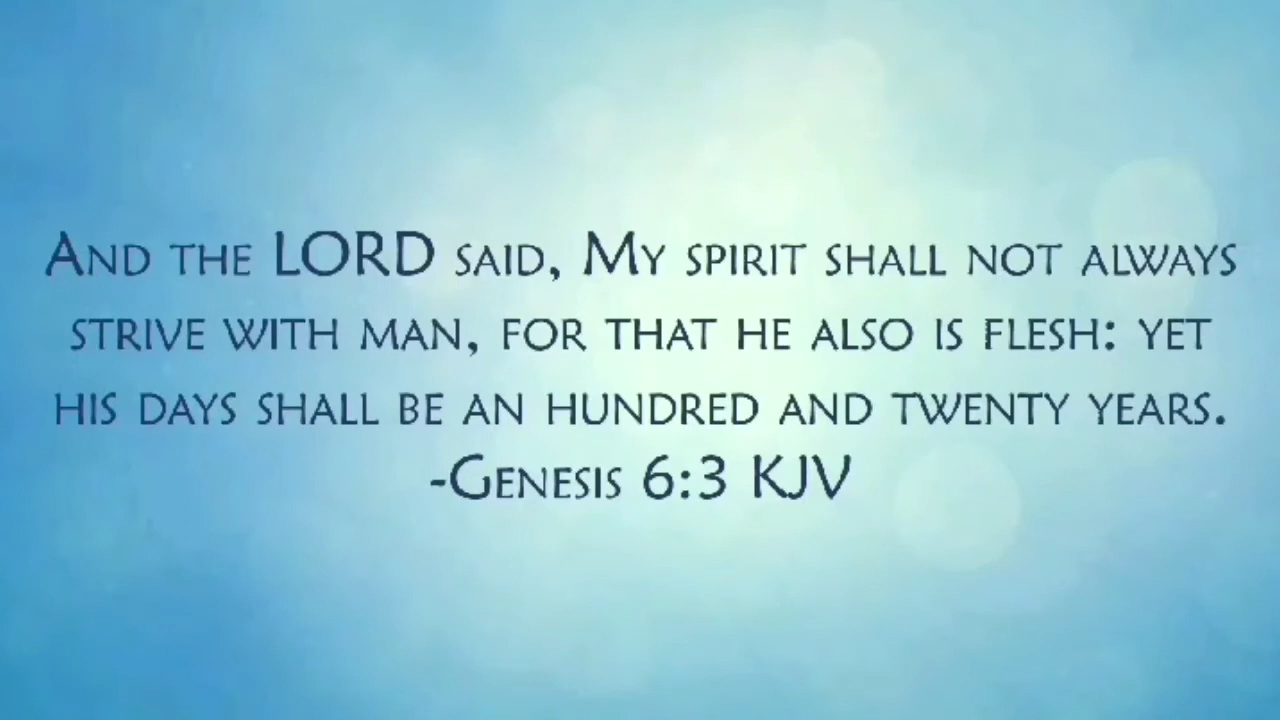 And the LORD said, My spirit shall not always
strive with man, for that he also is flesh: yet
his days shall be an hundred and twenty years.
-Genesis 6:3 KJV